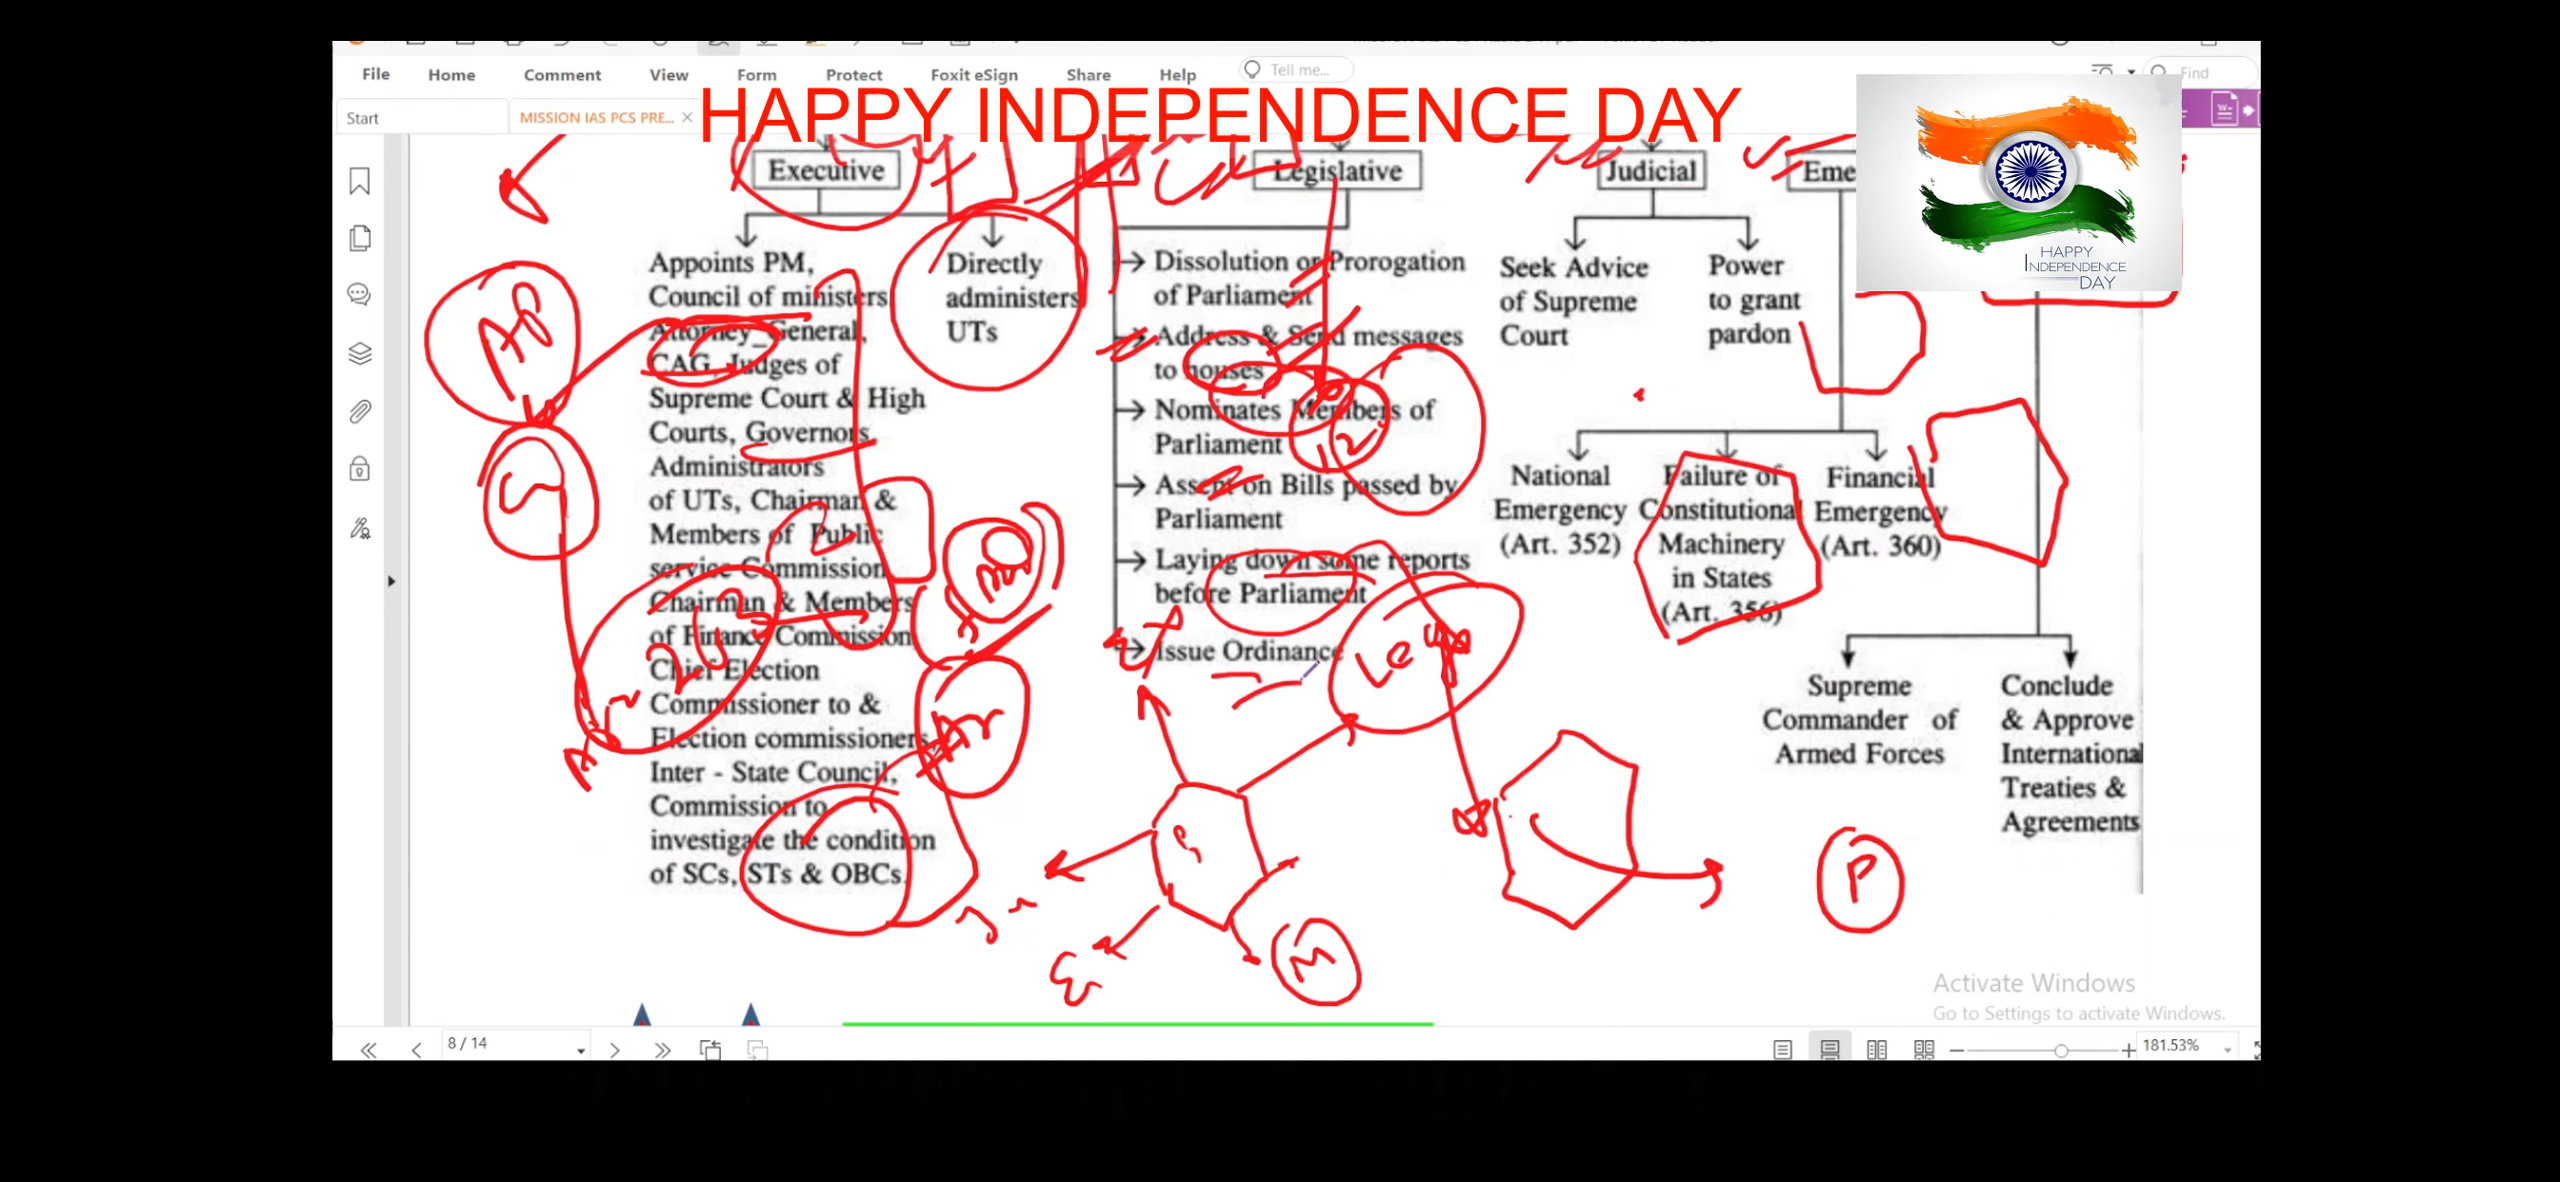 File Home Comment View Form Protect Foxit eSign Share Help Tell me... Find
Start MISSION IAS PCS PRE...
HAPPY INDEPENDENCE DAY
HAPPY
INDEPENDENCE
DAY
Executive
Appoints PM,
Council of ministers
Attorney_General,
CAG, Judges of
Supreme Court & High
Courts, Governors
Administrators
of UTs, Chairman &
Members of Public
service Commission
Chairman & Members
of Finance Commission
Chief Election
Commissioner to &
Election commissioners
Inter - State Council,
Commission to
investigate the condition
of SCs, STs & OBCs.
Directly
administers
UTs
Legislative
Dissolution or Prorogation
of Parliament
Address & Send messages
to houses
Nominates Members of
Parliament
12
Assent on Bills passed by
Parliament
Laying down some reports
before Parliament
Issue Ordinance
Judicial
Seek Advice
of Supreme
Court
Power
to grant
pardon
Eme
National
Emergency
(Art. 352)
Failure of
Constitutional
Machinery
in States
(Art. 356)
Financial
Emergency
(Art. 360)
Supreme
Commander of
Armed Forces
Conclude
& Approve
International
Treaties &
Agreements
P
M
Activate Windows
Go to Settings to activate Windows.
8 / 14
181.53%